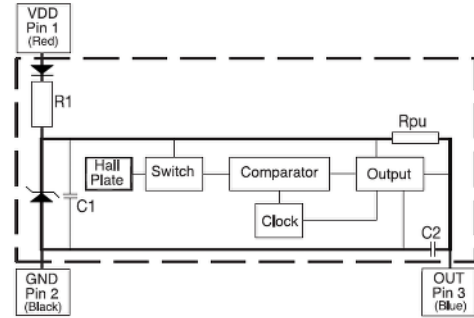 VDD
Pin 1
(Red)
R1
Rpu
Hall
Plate
Switch
Comparator
Output
C1
Clock
C2
GND
Pin 2
(Black)
OUT
Pin 3
(Blue)